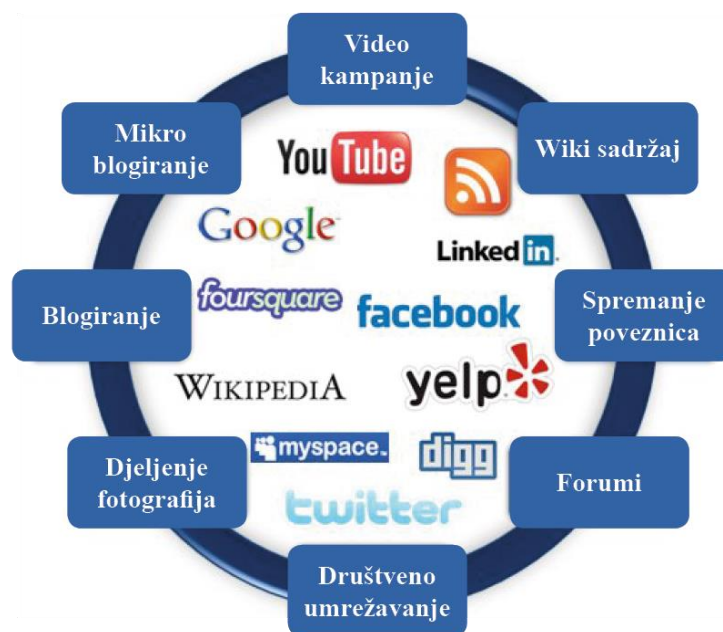 Video
kampanje
Mikro
blogiranje
YouTube
Wiki sadržaj
Google
LinkedIn
Blogiranje
foursquare
facebook
Spremanje
poveznica
WIKIPEDIA
yelp
Djeljenje
fotografija
myspace
digg
Forumi
twitter
Društveno
umrežavanje